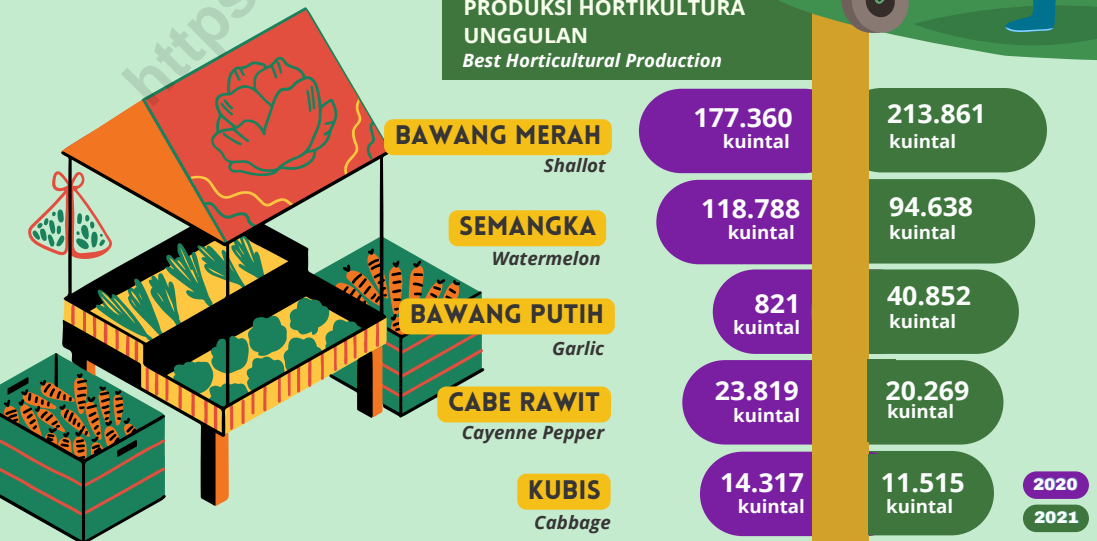 PRODUKSI HORTIKULTURA
UNGGULAN
Best Horticultural Production
https
BAWANG MERAH
Shallot
177.360
kuintal
213.861
kuintal
SEMANGKA
Watermelon
118.788
kuintal
94.638
kuintal
BAWANG PUTIH
Garlic
821
kuintal
40.852
kuintal
CABE RAWIT
Cayenne Pepper
23.819
kuintal
20.269
kuintal
KUBIS
Cabbage
14.317
kuintal
11.515
kuintal
2020
2021